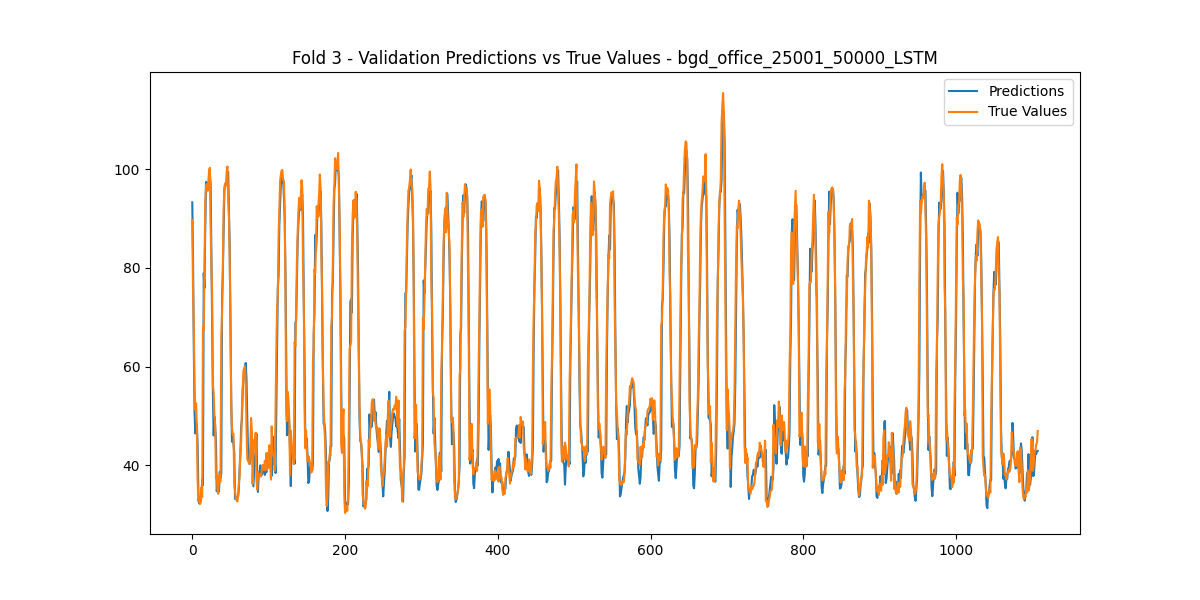 Fold 3 - Validation Predictions vs True Values - bgd_office_25001_50000_LSTM
Predictions
True Values
100
80
60
40
0 200 400 600 800 1000